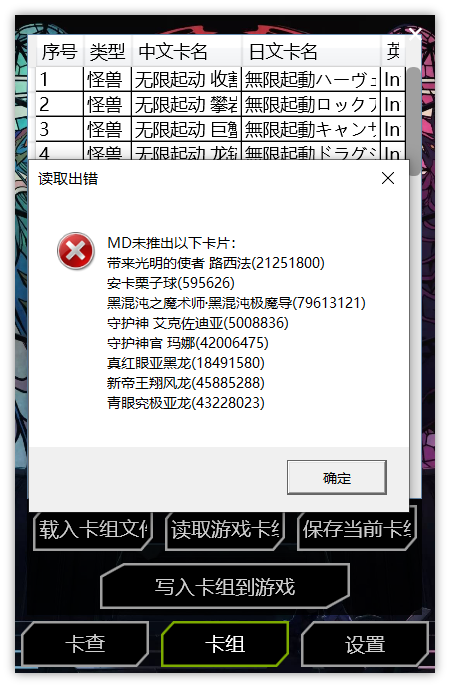 序号 类型 中文卡名 日文卡名
1 怪兽 无限起动 収 無限起動ハーヴェ In
2 怪兽 无限起动 攀岩 無限起動ロックア In
3 怪兽 无限起动 巨蟹 無限起動キャンサ In
4 怪兽 无限起动 龙 無限起動ドラグシ In
读取出错
MD未推出以下卡片：
带来光明的使者 路西法(21251800)
安卡栗子球(595626)
黑混沌之魔术师·黑混沌极魔导(79613121)
守护神 艾克佐迪亚(5008836)
守护神官 玛娜(42006475)
真红眼亚黑龙(18491580)
新帝王翔风龙(45885288)
青眼究极亚龙(43228023)
确定
载入卡组文件 读取游戏卡组 保存当前卡组
写入卡组到游戏
卡查 卡组 设置